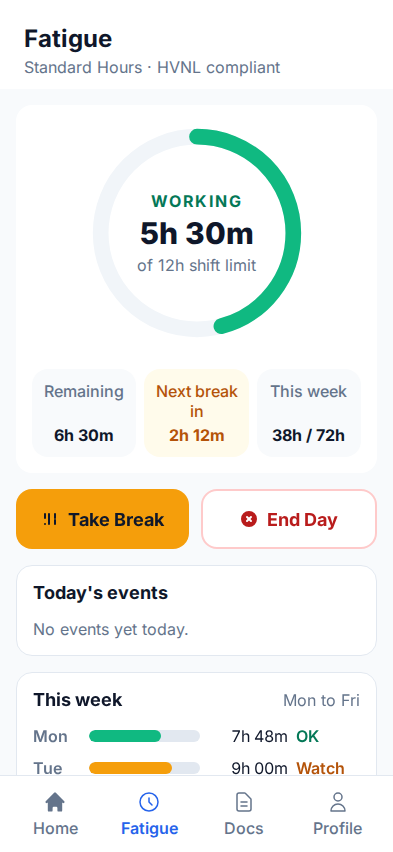 Fatigue
Standard Hours · HVNL compliant
WORKING
5h 30m
of 12h shift limit
Remaining
6h 30m
Next break
in
2h 12m
This week
38h / 72h
Take Break
End Day
Today's events
No events yet today.
This week Mon to Fri
Mon 7h 48m OK
Tue 9h 00m Watch
Home Fatigue Docs Profile